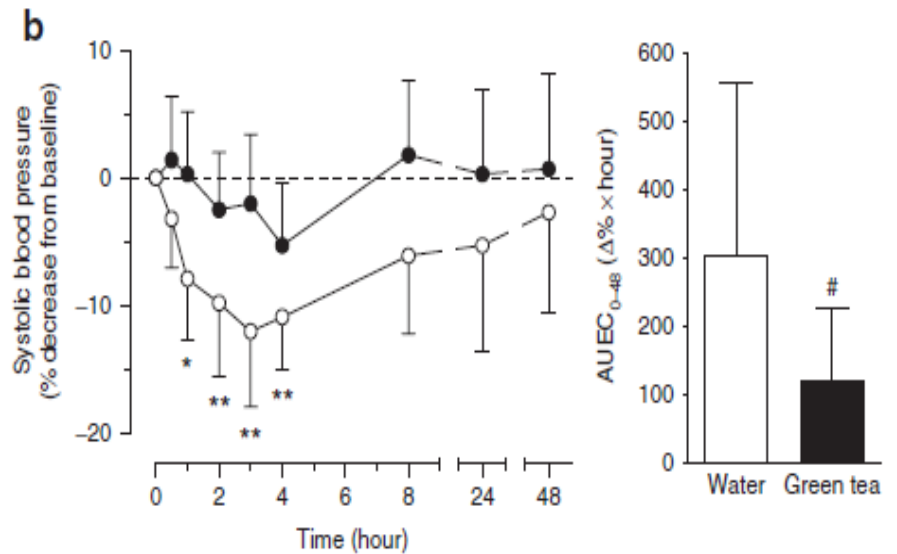 b
Systolic blood pressure
(% decrease from baseline)
10
0
–10
–20
*
**
**
**
0 2 4 6 8 24 48
Time (hour)
AUEC0–48 (Δ% × hour)
600
500
400
300
200
100
0
#
Water Green tea